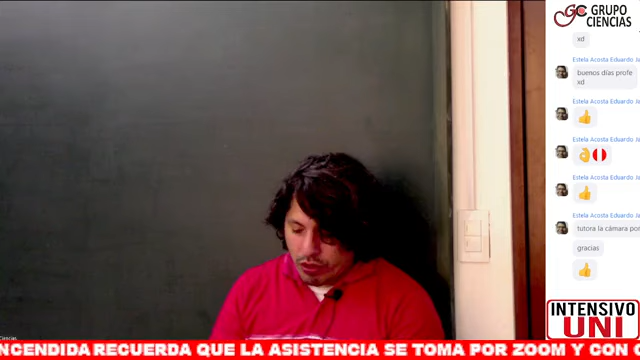 GRUPO
CIENCIAS
xd
Estela Acosta Eduardo Ja
buenos días profe
xd
Estela Acosta Eduardo Ja
Estela Acosta Eduardo Ja
Estela Acosta Eduardo Ja
Estela Acosta Eduardo Ja
tutora la cámara por
gracias
INTENSIVO
UNI
Ciencias
ENCENDIDA RECUERDA QUE LA ASISTENCIA SE TOMA POR ZOOM Y CON